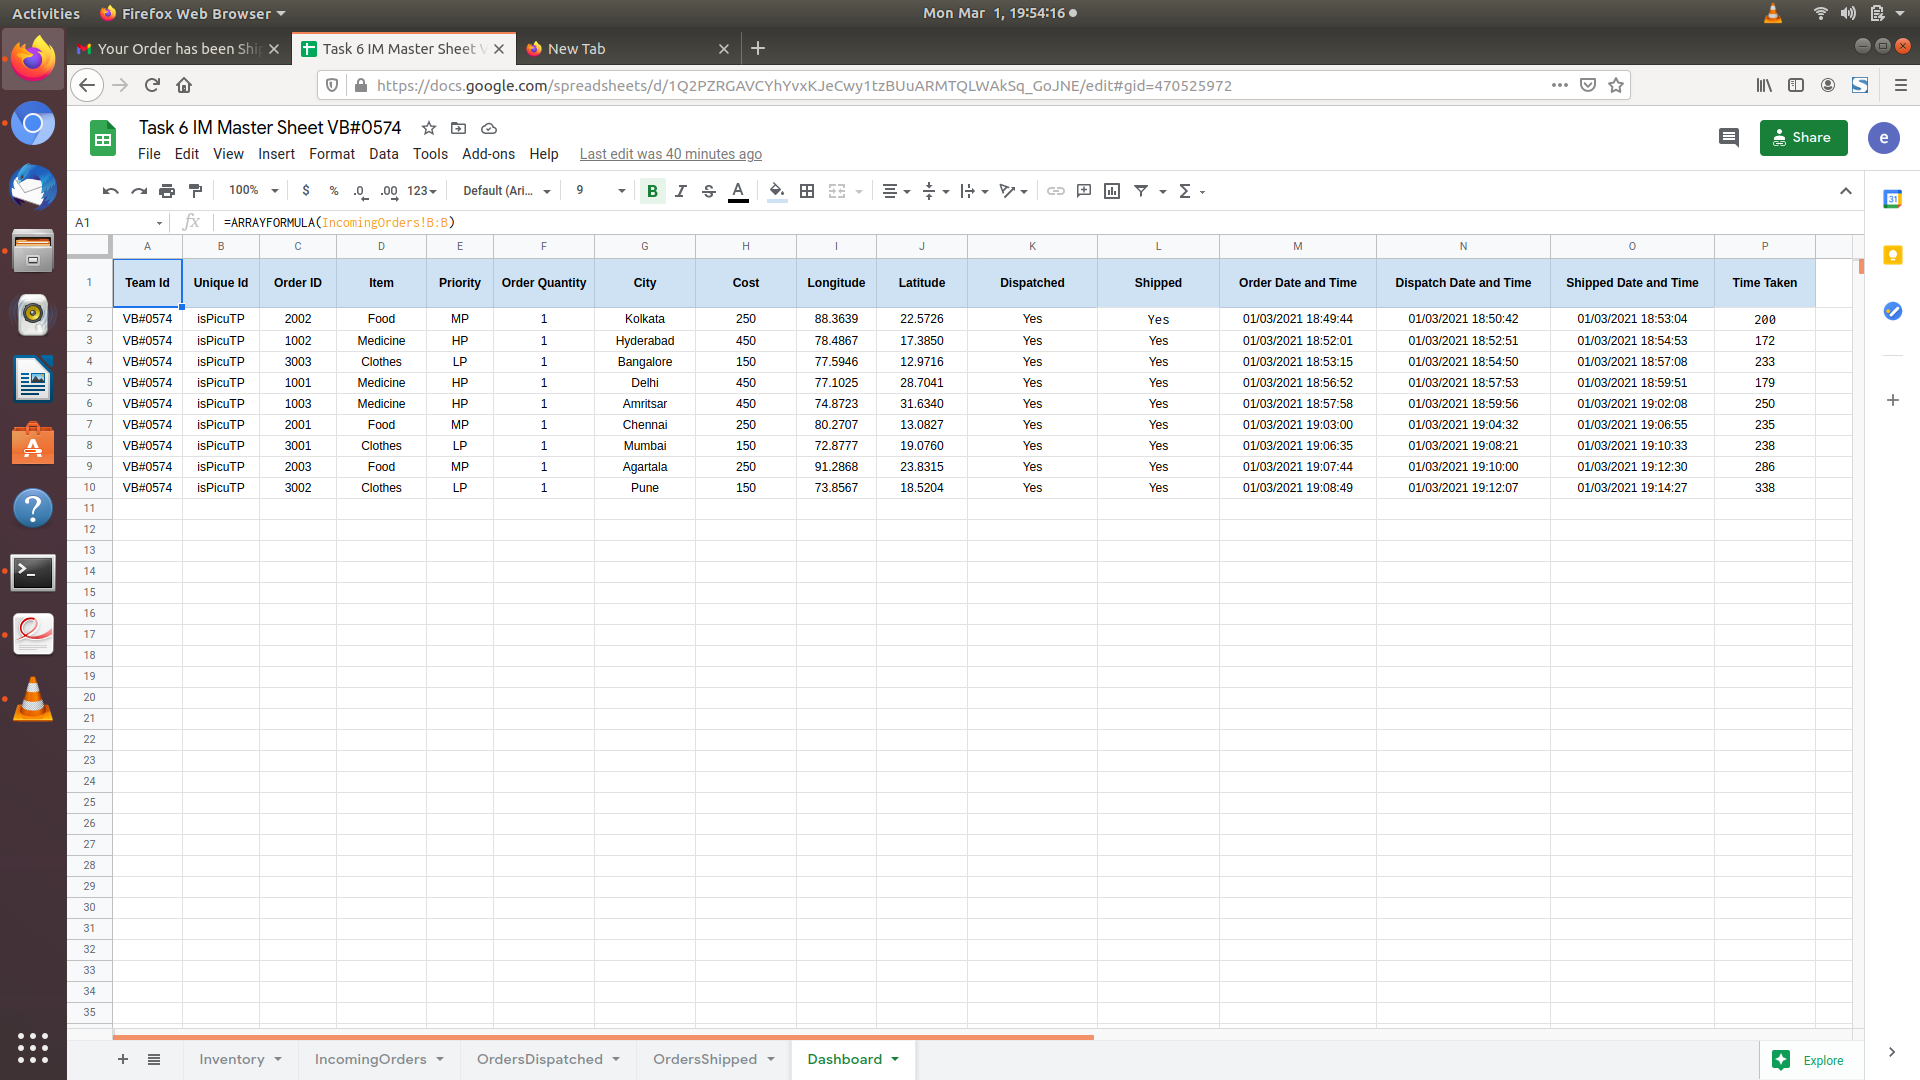 Activities Firefox Web Browser Mon Mar 1, 19:54:16
Your Order has been Shi Task 6 IM Master Sheet V New Tab
https://docs.google.com/spreadsheets/d/1Q2PZRGAVCYhYvxKJeCwy1tzBUuARMTQLWAkSq_GoJNE/edit#gid=470525972
Task 6 IM Master Sheet VB#0574
Share e
File Edit View Insert Format Data Tools Add-ons Help Last edit was 40 minutes ago
100% $ % .0 .00 123 Default (Ari... 9 B I S A Σ
31
A1 fx =ARRAYFORMULA(IncomingOrders!B:B)
A B C D E F G H I J K L M N O P
1 Team Id Unique Id Order ID Item Priority Order Quantity City Cost Longitude Latitude Dispatched Shipped Order Date and Time Dispatch Date and Time Shipped Date and Time Time Taken
2 VB#0574 isPicuTP 2002 Food MP 1 Kolkata 250 88.3639 22.5726 Yes Yes 01/03/2021 18:49:44 01/03/2021 18:50:42 01/03/2021 18:53:04 200
3 VB#0574 isPicuTP 1002 Medicine HP 1 Hyderabad 450 78.4867 17.3850 Yes Yes 01/03/2021 18:52:01 01/03/2021 18:52:51 01/03/2021 18:54:53 172
4 VB#0574 isPicuTP 3003 Clothes LP 1 Bangalore 150 77.5946 12.9716 Yes Yes 01/03/2021 18:53:15 01/03/2021 18:54:50 01/03/2021 18:57:08 233
5 VB#0574 isPicuTP 1001 Medicine HP 1 Delhi 450 77.1025 28.7041 Yes Yes 01/03/2021 18:56:52 01/03/2021 18:57:53 01/03/2021 18:59:51 179
6 VB#0574 isPicuTP 1003 Medicine HP 1 Amritsar 450 74.8723 31.6340 Yes Yes 01/03/2021 18:57:58 01/03/2021 18:59:56 01/03/2021 19:02:08 250
7 VB#0574 isPicuTP 2001 Food MP 1 Chennai 250 80.2707 13.0827 Yes Yes 01/03/2021 19:03:00 01/03/2021 19:04:32 01/03/2021 19:06:55 235
8 VB#0574 isPicuTP 3001 Clothes LP 1 Mumbai 150 72.8777 19.0760 Yes Yes 01/03/2021 19:06:35 01/03/2021 19:08:21 01/03/2021 19:10:33 238
9 VB#0574 isPicuTP 2003 Food MP 1 Agartala 250 91.2868 23.8315 Yes Yes 01/03/2021 19:07:44 01/03/2021 19:10:00 01/03/2021 19:12:30 286
10 VB#0574 isPicuTP 3002 Clothes LP 1 Pune 150 73.8567 18.5204 Yes Yes 01/03/2021 19:08:49 01/03/2021 19:12:07 01/03/2021 19:14:27 338
11
12
13
14
15
16
17
18
19
20
21
22
23
24
25
26
27
28
29
30
31
32
33
34
35
Inventory IncomingOrders OrdersDispatched OrdersShipped Dashboard Explore